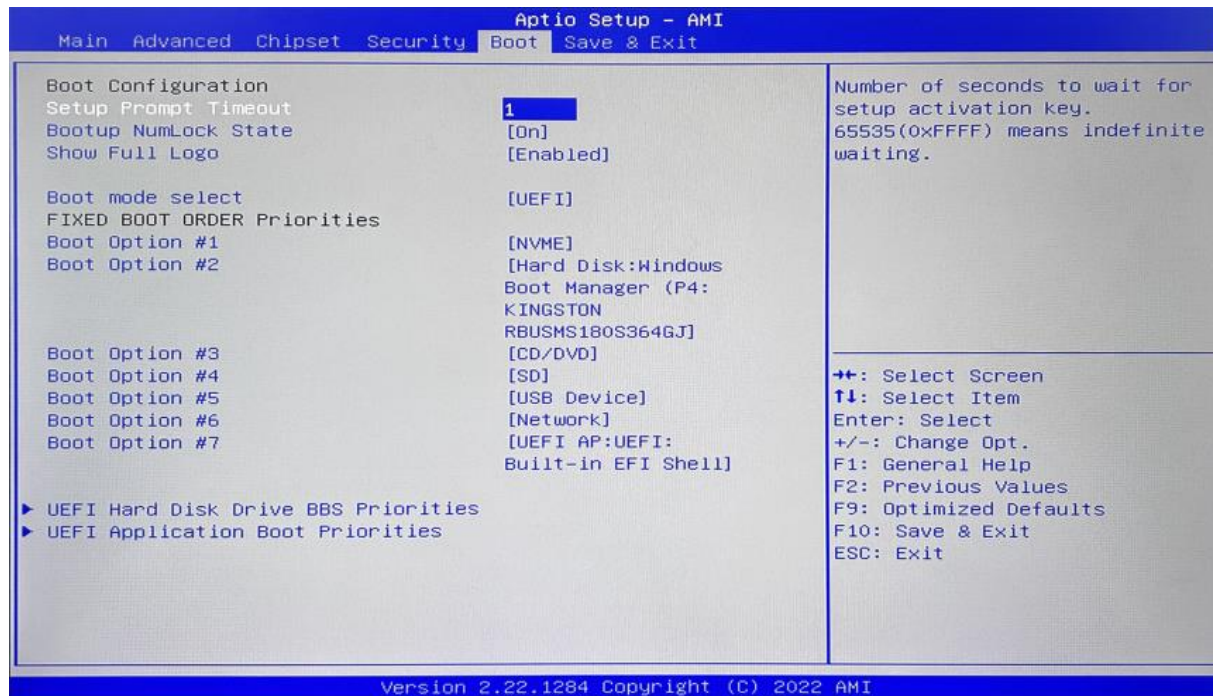 Aptio Setup – AMI
Main Advanced Chipset Security Boot Save & Exit
Boot Configuration
Setup Prompt Timeout 1
Bootup NumLock State [On]
Show Full Logo [Enabled]
Boot mode select [UEFI]
FIXED BOOT ORDER Priorities
Boot Option #1 [NVME]
Boot Option #2 [Hard Disk:Windows
Boot Manager (P4:
KINGSTON
RBUSMS180S364GJ]
Boot Option #3 [CD/DVD]
Boot Option #4 [SD]
Boot Option #5 [USB Device]
Boot Option #6 [Network]
Boot Option #7 [UEFI AP:UEFI:
Built-in EFI Shell]
► UEFI Hard Disk Drive BBS Priorities
► UEFI Application Boot Priorities
Number of seconds to wait for
setup activation key.
65535(0xFFFF) means indefinite
waiting.
→←: Select Screen
↑↓: Select Item
Enter: Select
+/-: Change Opt.
F1: General Help
F2: Previous Values
F9: Optimized Defaults
F10: Save & Exit
ESC: Exit
Version 2.22.1284 Copyright (C) 2022 AMI